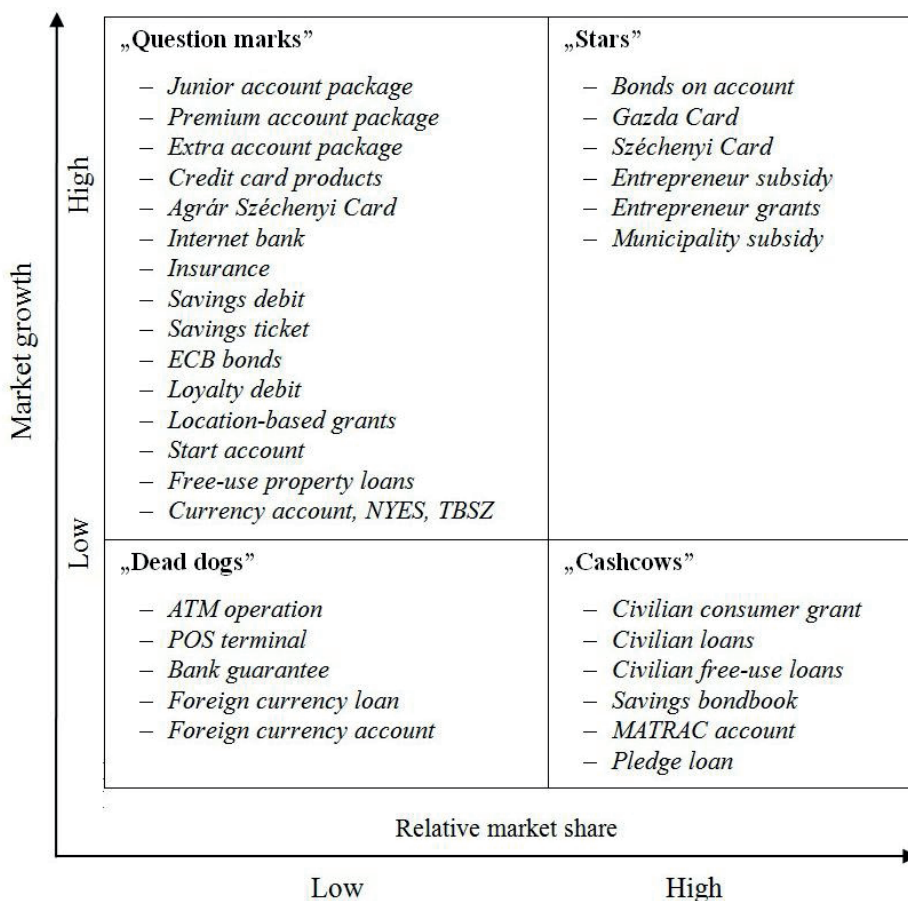 „Question marks”
– Junior account package
– Premium account package
– Extra account package
– Credit card products
– Agrár Széchenyi Card
– Internet bank
– Insurance
– Savings debit
– Savings ticket
– ECB bonds
– Loyalty debit
– Location-based grants
– Start account
– Free-use property loans
– Currency account, NYES, TBSZ
„Stars”
– Bonds on account
– Gazda Card
– Széchenyi Card
– Entrepreneur subsidy
– Entrepreneur grants
– Municipality subsidy
„Dead dogs”
– ATM operation
– POS terminal
– Bank guarantee
– Foreign currency loan
– Foreign currency account
„Cashcows”
– Civilian consumer grant
– Civilian loans
– Civilian free-use loans
– Savings bondbook
– MATRAC account
– Pledge loan
Market growth
High
Low
Relative market share
Low
High